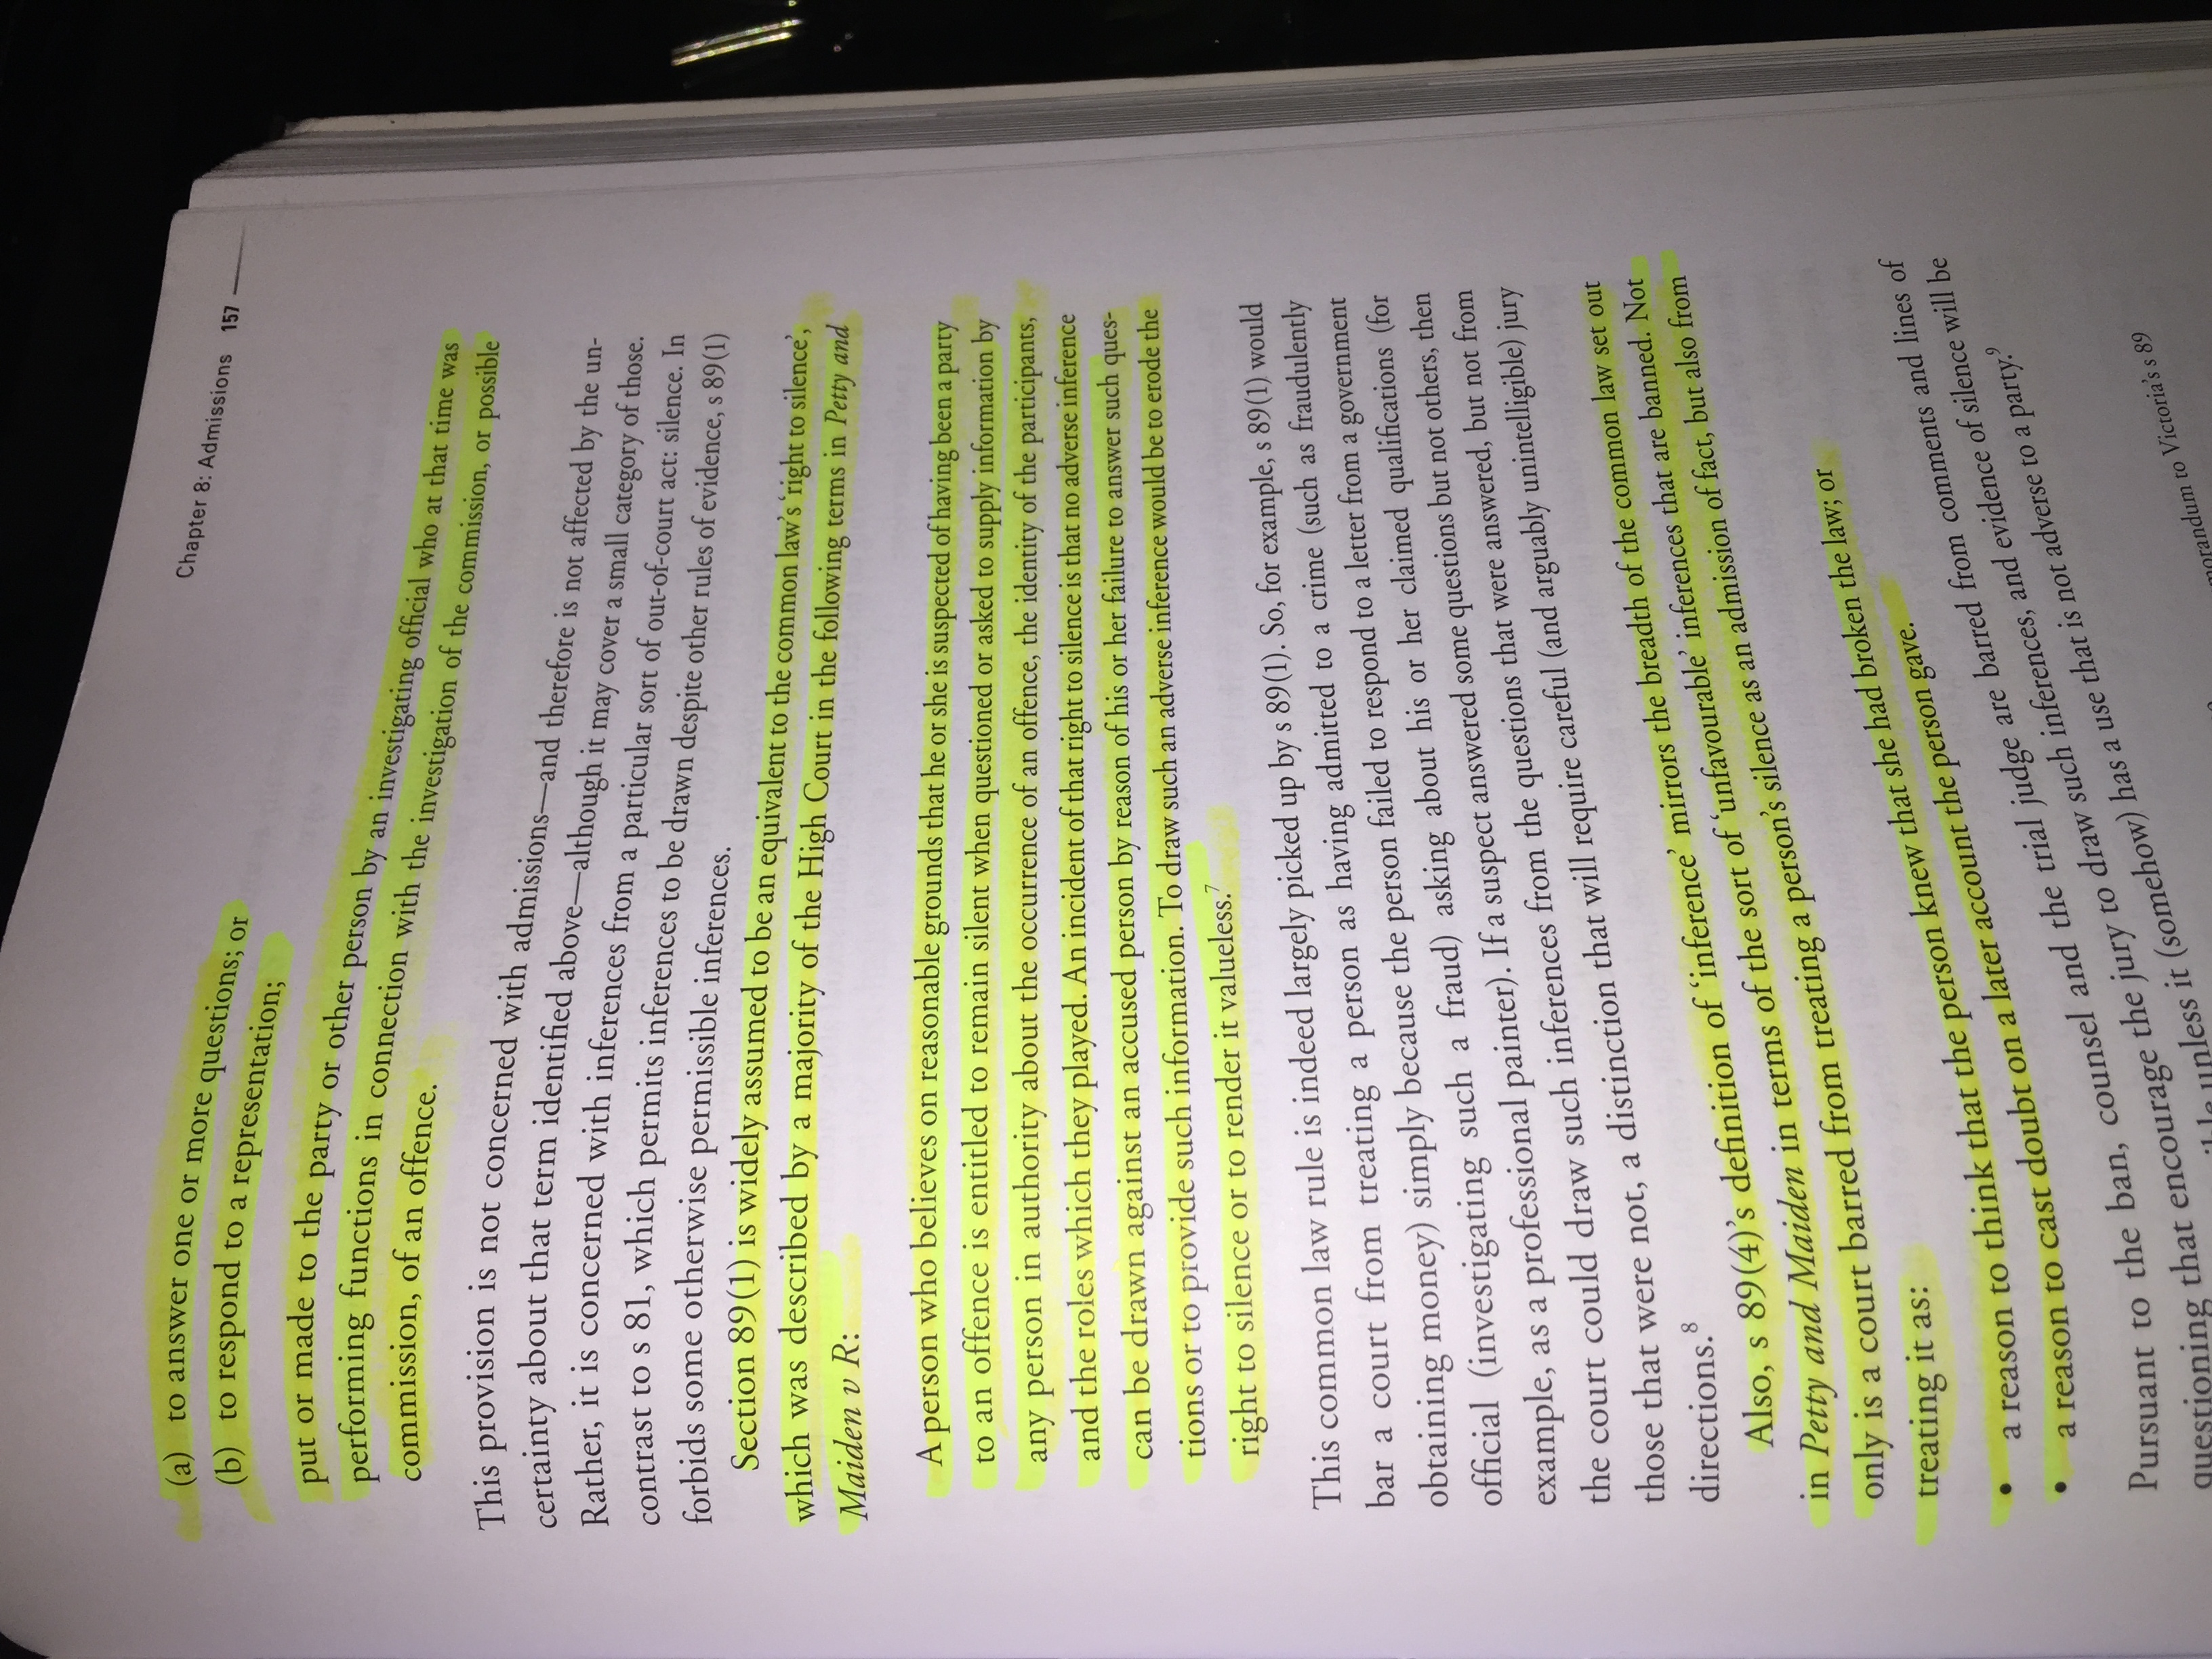 Chapter 8: Admissions 157
(a) to answer one or more questions; or
(b) to respond to a representation;
put or made to the party or other person by an investigating official who at that time was
performing functions in connection with the investigation of the commission, or possible
commission, of an offence.
This provision is not concerned with admissions—and therefore is not affected by the un-
certainty about that term identified above—although it may cover a small category of those.
Rather, it is concerned with inferences from a particular sort of out-of-court act: silence. In
contrast to s 81, which permits inferences to be drawn despite other rules of evidence, s 89(1)
forbids some otherwise permissible inferences.
Section 89(1) is widely assumed to be an equivalent to the common law's 'right to silence',
which was described by a majority of the High Court in the following terms in Petty and
Maiden v R:
A person who believes on reasonable grounds that he or she is suspected of having been a party
to an offence is entitled to remain silent when questioned or asked to supply information by
any person in authority about the occurrence of an offence, the identity of the participants,
and the roles which they played. An incident of that right to silence is that no adverse inference
can be drawn against an accused person by reason of his or her failure to answer such ques-
tions or to provide such information. To draw such an adverse inference would be to erode the
right to silence or to render it valueless.7
This common law rule is indeed largely picked up by s 89(1). So, for example, s 89(1) would
bar a court from treating a person as having admitted to a crime (such as fraudulently
obtaining money) simply because the person failed to respond to a letter from a government
official (investigating such a fraud) asking about his or her claimed qualifications (for
example, as a professional painter). If a suspect answered some questions but not others, then
the court could draw such inferences from the questions that were answered, but not from
those that were not, a distinction that will require careful (and arguably unintelligible) jury
directions.8
Also, s 89(4)'s definition of 'inference' mirrors the breadth of the common law set out
in Petty and Maiden in terms of the sort of 'unfavourable' inferences that are banned. Not
only is a court barred from treating a person's silence as an admission of fact, but also from
treating it as:
• a reason to think that the person knew that she had broken the law; or
• a reason to cast doubt on a later account the person gave.
Pursuant to the ban, counsel and the trial judge are barred from comments and lines of
questioning that encourage the jury to draw such inferences, and evidence of silence will be
unless it (somehow) has a use that is not adverse to a party.9
to Victoria's s 89